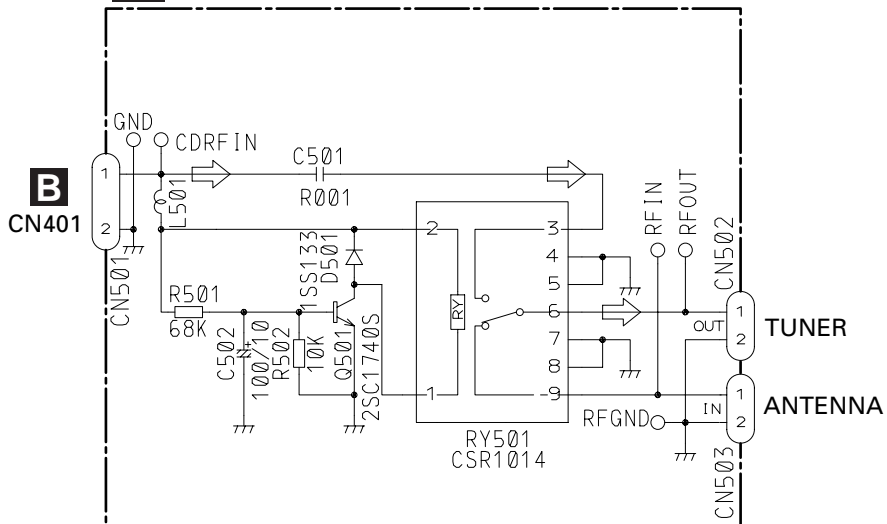 GND
CDRFIN
C501
R001
B
CN401
1
2
CN501
L501
1SS133
D501
R501
68K
C502
+
100/10
R502
10K
Q501
2SC1740S
2
1
RY
3
4
5
6
7
8
9
RY501
CSR1014
RFIN
RFOUT
CN502
OUT
1
2
TUNER
IN
1
2
ANTENNA
RFGND
CN503